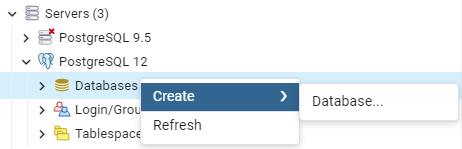 Servers (3)
PostgreSQL 9.5
PostgreSQL 12
Databases
Create
Database...
Login/Grou
Refresh
Tablespace